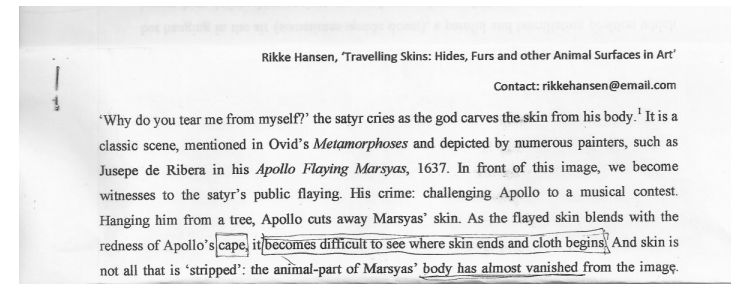 Rikke Hansen, 'Travelling Skins: Hides, Furs and other Animal Surfaces in Art'
Contact: rikkehansen@email.com
'Why do you tear me from myself?' the satyr cries as the god carves the skin from his body.¹ It is a
classic scene, mentioned in Ovid's Metamorphoses and depicted by numerous painters, such as
Jusepe de Ribera in his Apollo Flaying Marsyas, 1637. In front of this image, we become
witnesses to the satyr's public flaying. His crime: challenging Apollo to a musical contest.
Hanging him from a tree, Apollo cuts away Marsyas' skin. As the flayed skin blends with the
redness of Apollo's cape, it becomes difficult to see where skin ends and cloth begins. And skin is
not all that is 'stripped': the animal-part of Marsyas' body has almost vanished from the image.